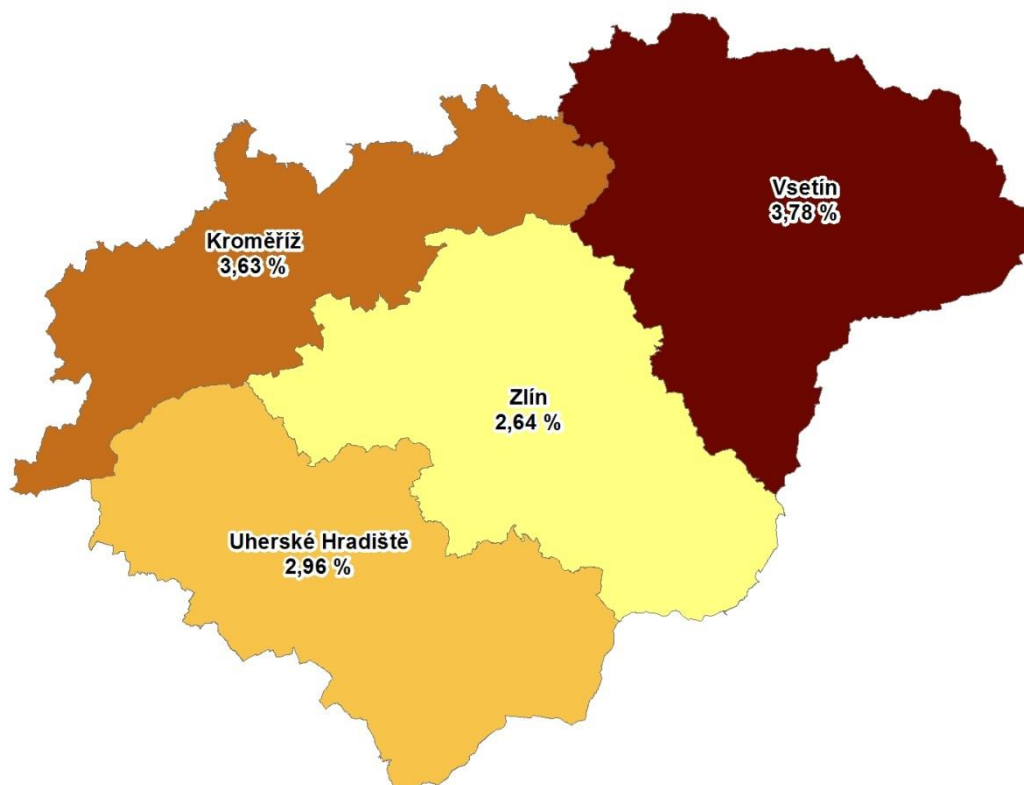 Vsetín
3,78 %
Kroměříž
3,63 %
Zlín
2,64 %
Uherské Hradiště
2,96 %